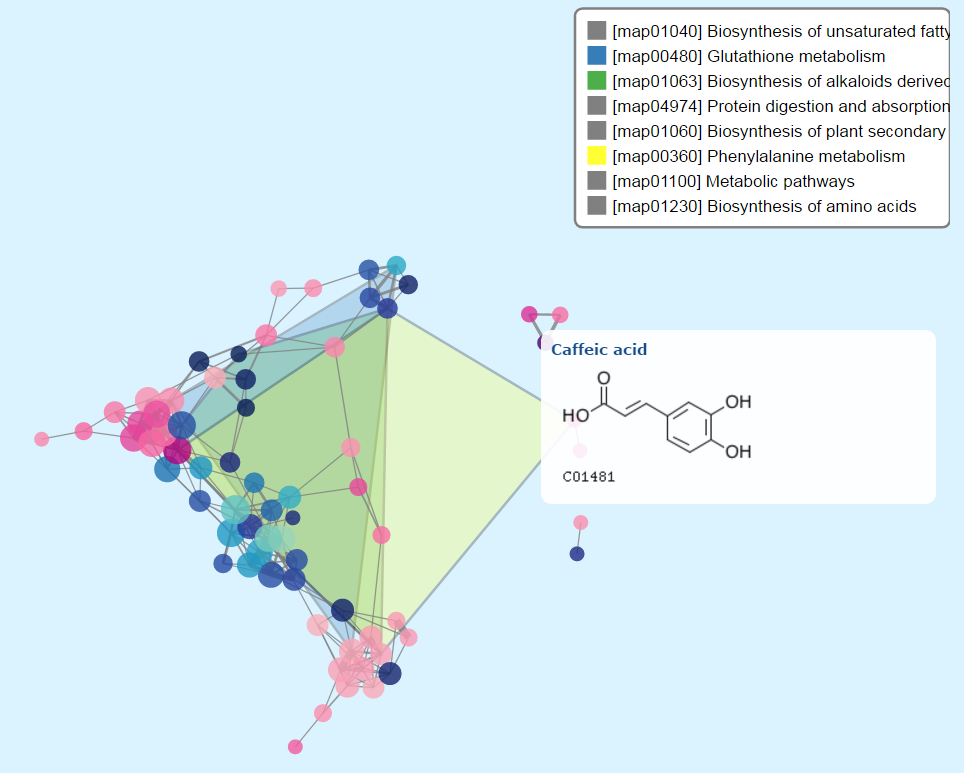 [map01040] Biosynthesis of unsaturated fatty
[map00480] Glutathione metabolism
[map01063] Biosynthesis of alkaloids derived
[map04974] Protein digestion and absorption
[map01060] Biosynthesis of plant secondary
[map00360] Phenylalanine metabolism
[map01100] Metabolic pathways
[map01230] Biosynthesis of amino acids
Caffeic acid
O
OH
HO
OH
C01481